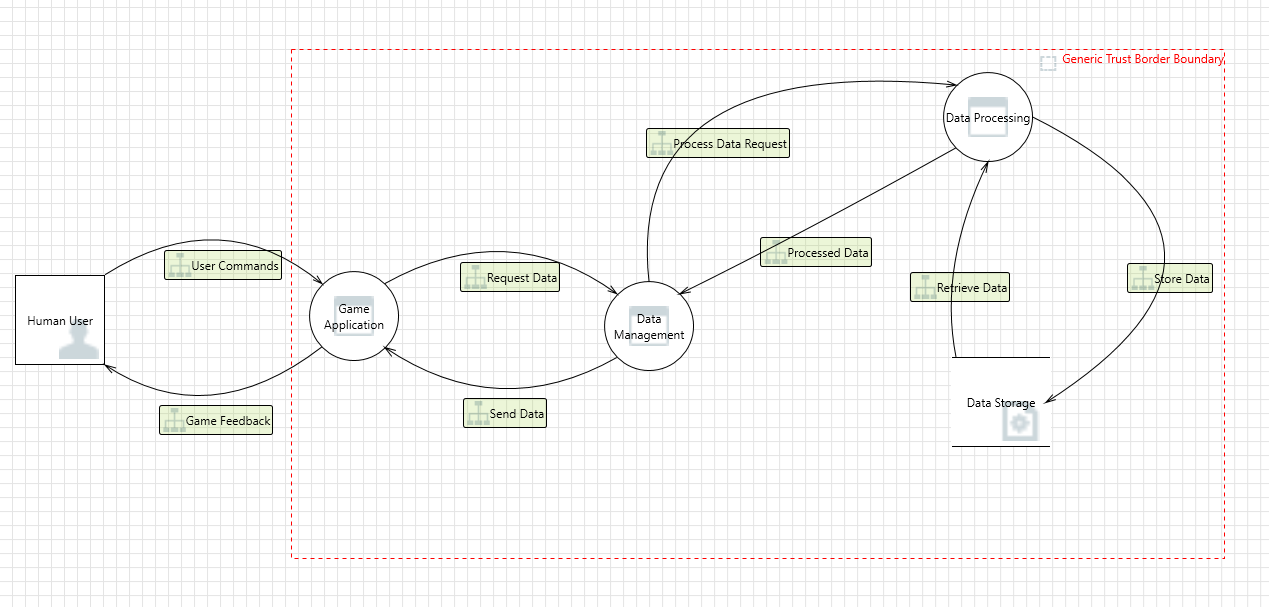 Generic Trust Border Boundary
Data Processing
Process Data Request
Processed Data
User Commands
Request Data
Retrieve Data
Store Data
Human User
Game
Application
Data
Management
Data Storage
Game Feedback
Send Data